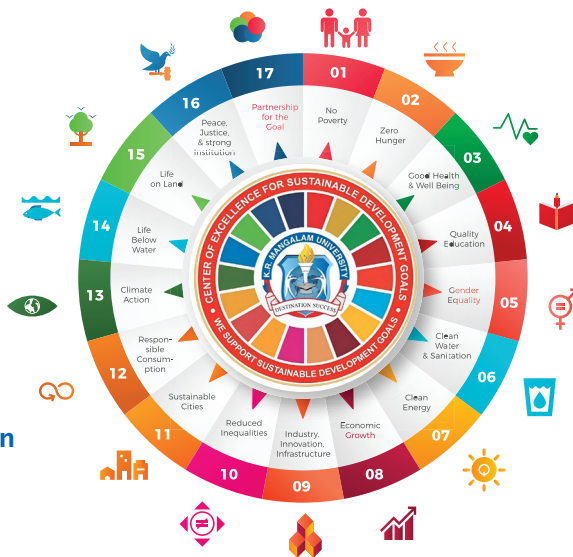 17
Partnership
for the
Goal
01
No
Poverty
02
Zero
Hunger
03
Good Health
& Well Being
04
Quality
Education
05
Gender
Equality
06
Clean
Water
& Sanitation
07
Clean
Energy
08
Economic
Growth
09
Industry,
Innovation,
Infrastructure
10
Reduced
Inequalities
11
Sustainable
Cities
12
Respon-
sible
Consum-
ption
13
Climate
Action
14
Life
Below
Water
15
Life
on Land
16
Peace,
Justice,
& strong
institution
CENTER OF EXCELLENCE FOR SUSTAINABLE DEVELOPMENT GOALS
• WE SUPPORT SUSTAINABLE DEVELOPMENT GOALS •
K.R. MANGALAM UNIVERSITY
DESTINATION SUCCESS
n